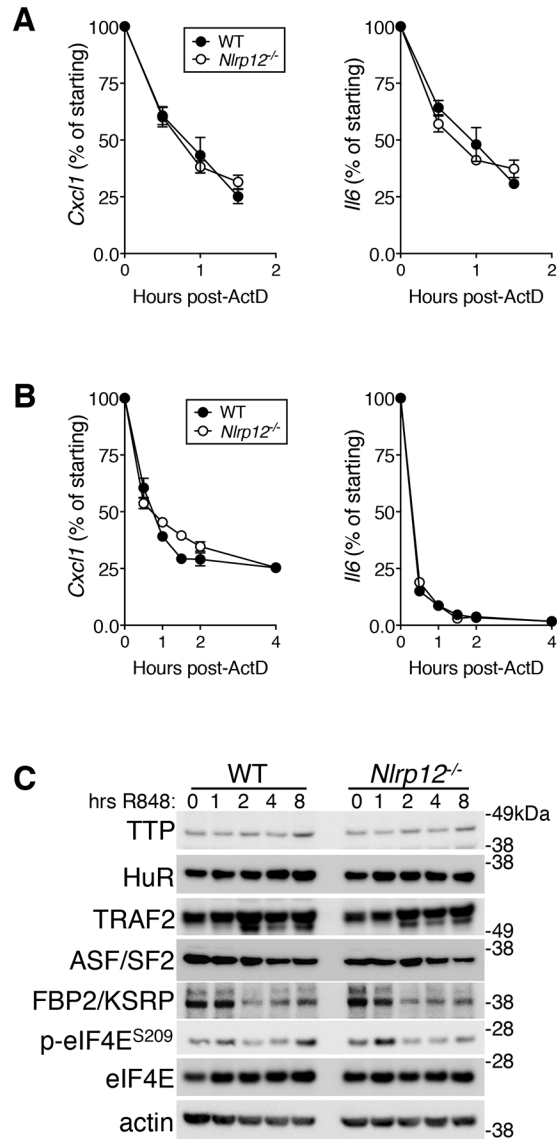 A
Cxcl1 (% of starting)
100
75
50
25
0.0
0 1 2
Hours post-ActD
WT
Nlrp12-/-
Il6 (% of starting)
100
75
50
25
0.0
0 1 2
Hours post-ActD
B
Cxcl1 (% of starting)
100
75
50
25
0.0
0 1 2 4
Hours post-ActD
WT
Nlrp12-/-
Il6 (% of starting)
100
75
50
25
0.0
0 1 2 4
Hours post-ActD
C
WT Nlrp12-/-
hrs R848: 0 1 2 4 8 0 1 2 4 8
-49kDa
TTP
-38
-38
HuR
TRAF2
-49
-38
ASF/SF2
FBP2/KSRP -38
-28
p-eIF4ES209
-28
eIF4E
actin
-38